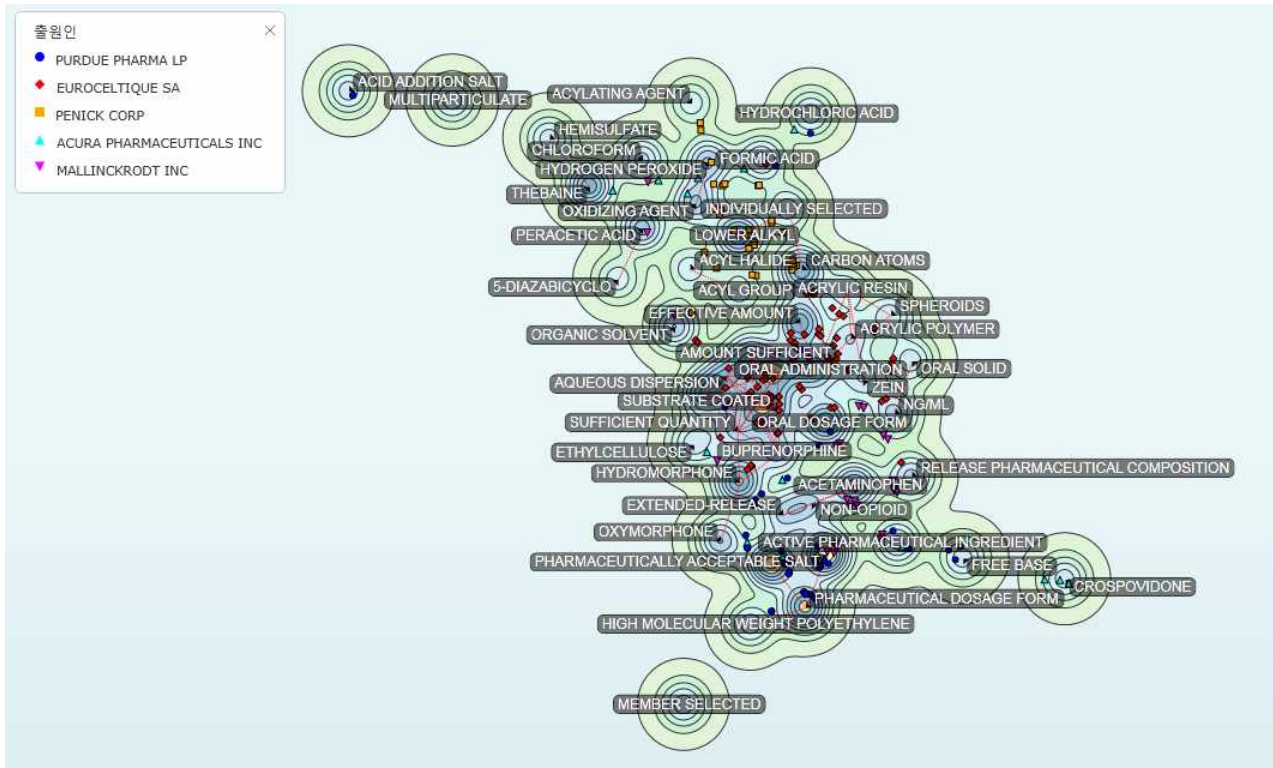 출원인
PURDUE PHARMA LP
EUROCELTIQUE SA
PENICK CORP
ACURA PHARMACEUTICALS INC
MALLINCKRODT INC
ACID ADDITION SALT
MULTIPARTICULATE
ACYLATING AGENT
HYDROCHLORIC ACID
HEMISULFATE
CHLOROFORM
FORMIC ACID
HYDROGEN PEROXIDE
THEBAINE
OXIDIZING AGENT
INDIVIDUALLY SELECTED
PERACETIC ACID
LOWER ALKYL
ACYL HALIDE
CARBON ATOMS
5-DIAZABICYCLO
ACYL GROUP
ACRYLIC RESIN
SPHEROIDS
EFFECTIVE AMOUNT
ORGANIC SOLVENT
ACRYLIC POLYMER
AMOUNT SUFFICIENT
ORAL ADMINISTRATION
ORAL SOLID
AQUEOUS DISPERSION
ZEIN
SUBSTRATE COATED
NG/ML
SUFFICIENT QUANTITY
ORAL DOSAGE FORM
ETHYLCELLULOSE
BUPRENORPHINE
HYDROMORPHONE
RELEASE PHARMACEUTICAL COMPOSITION
ACETAMINOPHEN
EXTENDED-RELEASE
NON-OPIOID
OXYMORPHONE
ACTIVE PHARMACEUTICAL INGREDIENT
PHARMACEUTICALLY ACCEPTABLE SALT
FREE BASE
CROSPOVIDONE
PHARMACEUTICAL DOSAGE FORM
HIGH MOLECULAR WEIGHT POLYETHYLENE
MEMBER SELECTED